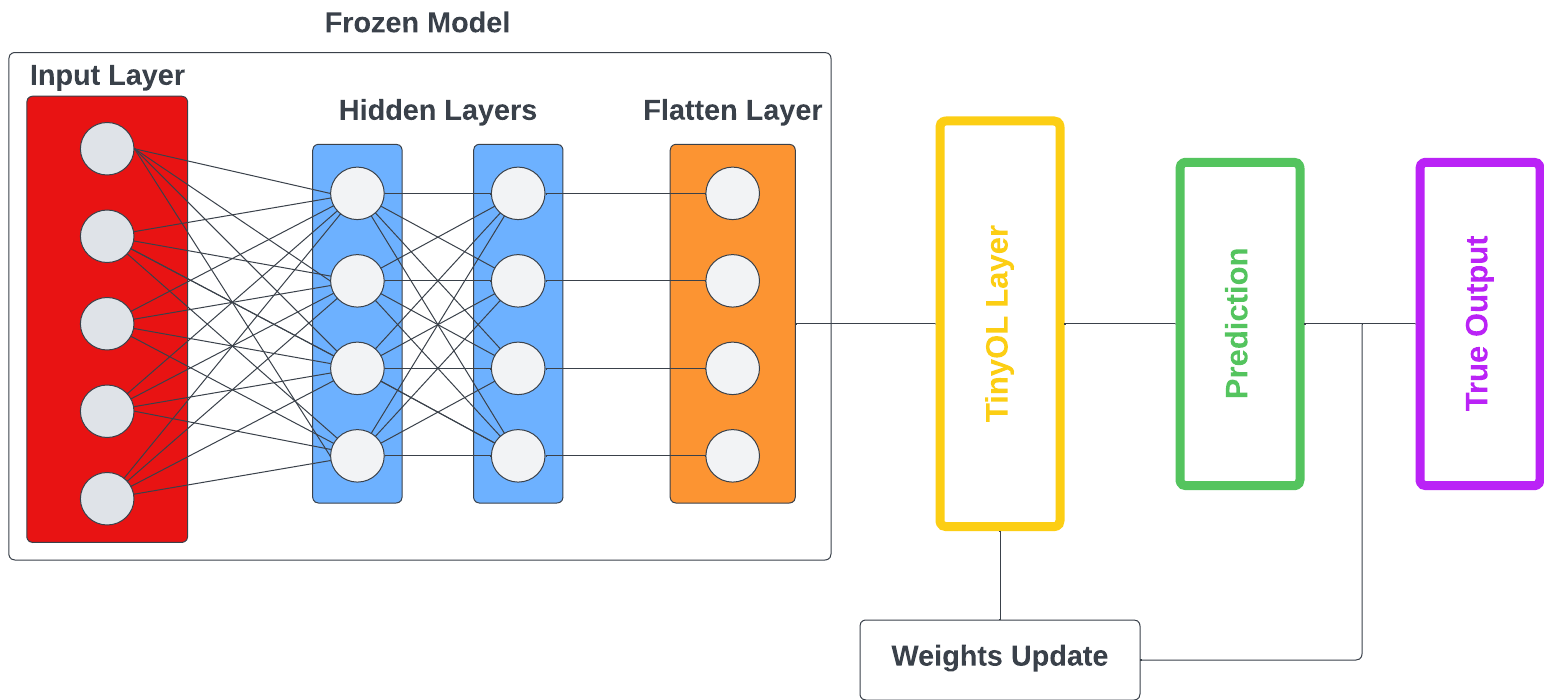 Frozen Model
Input Layer
Hidden Layers
Flatten Layer
TinyOL Layer
Prediction
True Output
Weights Update